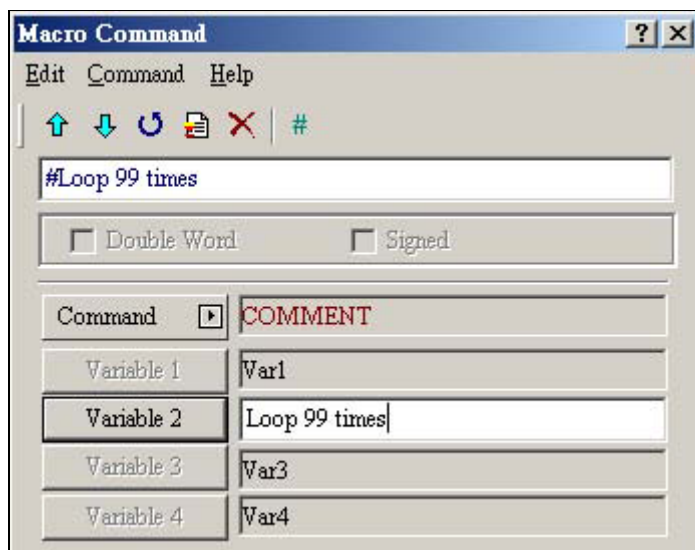 Macro Command
Edit Command Help
#
#Loop 99 times
Double Word Signed
Command COMMENT
Variable 1 Var1
Variable 2 Loop 99 times
Variable 3 Var3
Variable 4 Var4